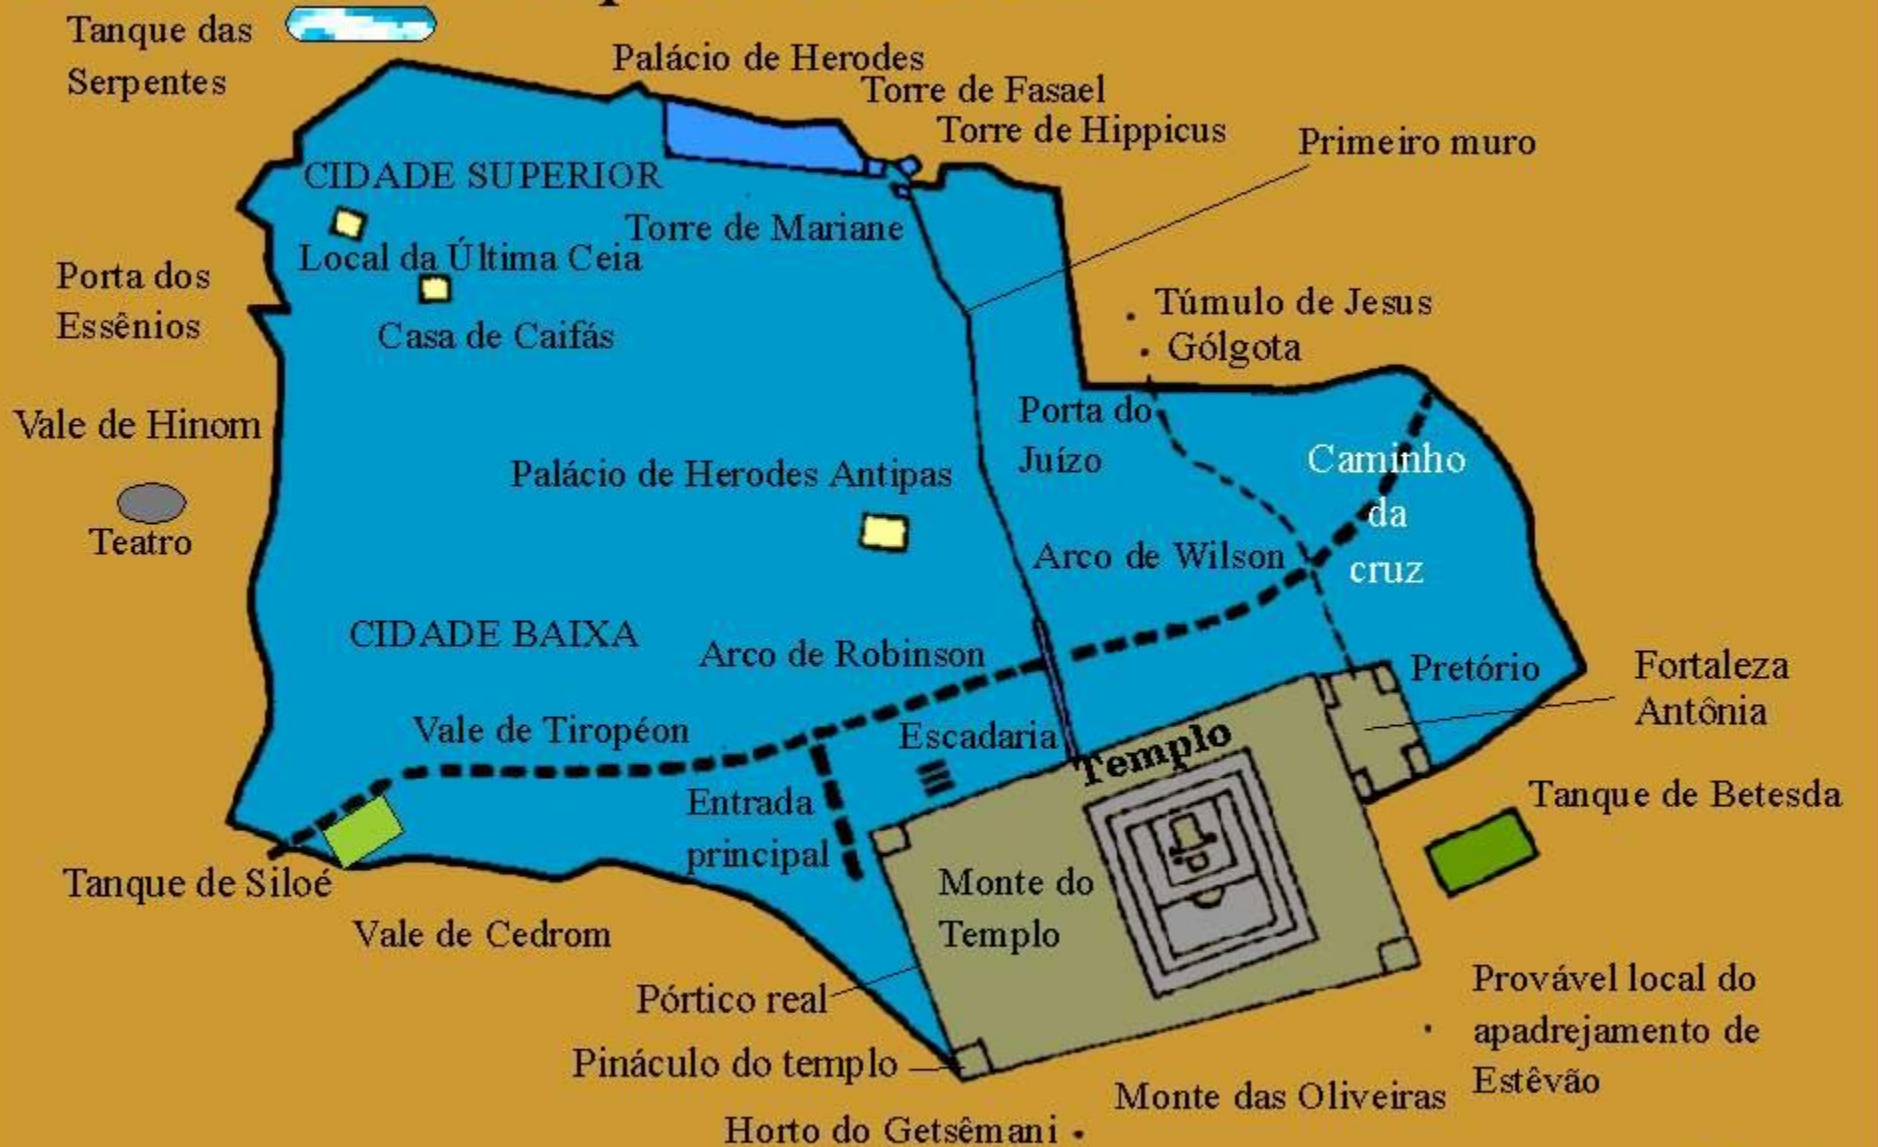 Tanque das
Serpentes
Palácio de Herodes
Torre de Fasael
Torre de Hippicus
Primeiro muro
CIDADE SUPERIOR
Torre de Mariane
Local da Última Ceia
Porta dos
Essênios
Casa de Caifás
Túmulo de Jesus
Gólgota
Vale de Hinom
Porta do
Juízo
Caminho
da
cruz
Palácio de Herodes Antipas
Teatro
Arco de Wilson
CIDADE BAIXA
Arco de Robinson
Pretório
Fortaleza
Antônia
Vale de Tiropéon
Escadaria
Templo
Entrada
principal
Tanque de Betesda
Tanque de Siloé
Monte do
Templo
Vale de Cedrom
Pórtico real
Provável local do
apadrejamento de
Estêvão
Pináculo do templo
Monte das Oliveiras
Horto do Getsêmani